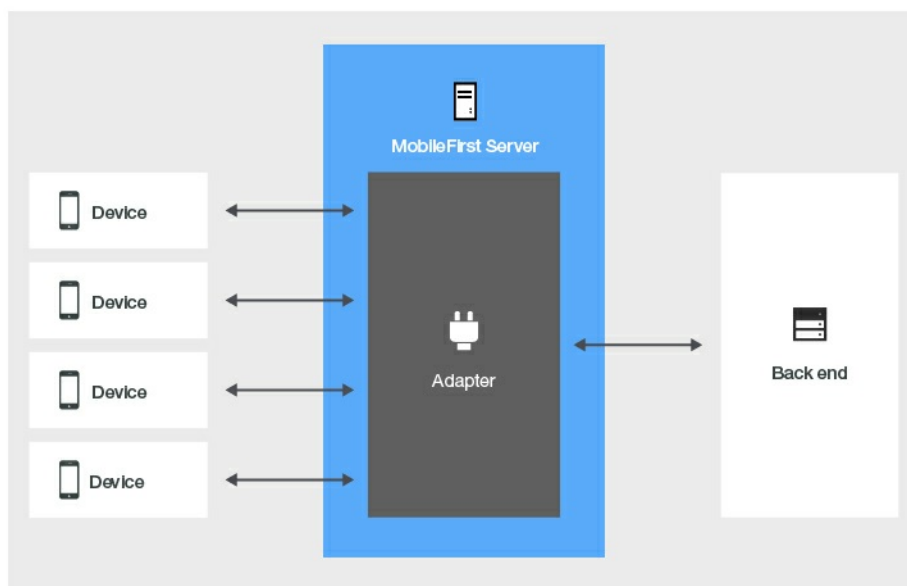 MobileFirst Server
Device
Device
Device
Device
Adapter
Back end